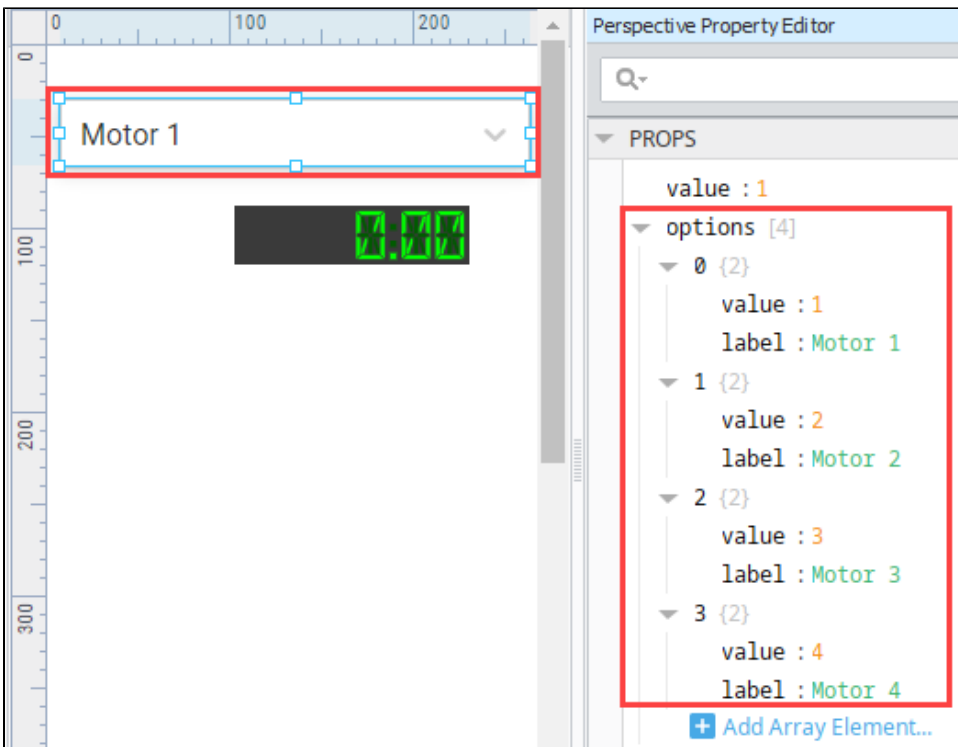 0 100 200
0
100
200
300
Motor 1
0.00
Perspective Property Editor
PROPS
value : 1
options [4]
0 {2}
value : 1
label : Motor 1
1 {2}
value : 2
label : Motor 2
2 {2}
value : 3
label : Motor 3
3 {2}
value : 4
label : Motor 4
Add Array Element...